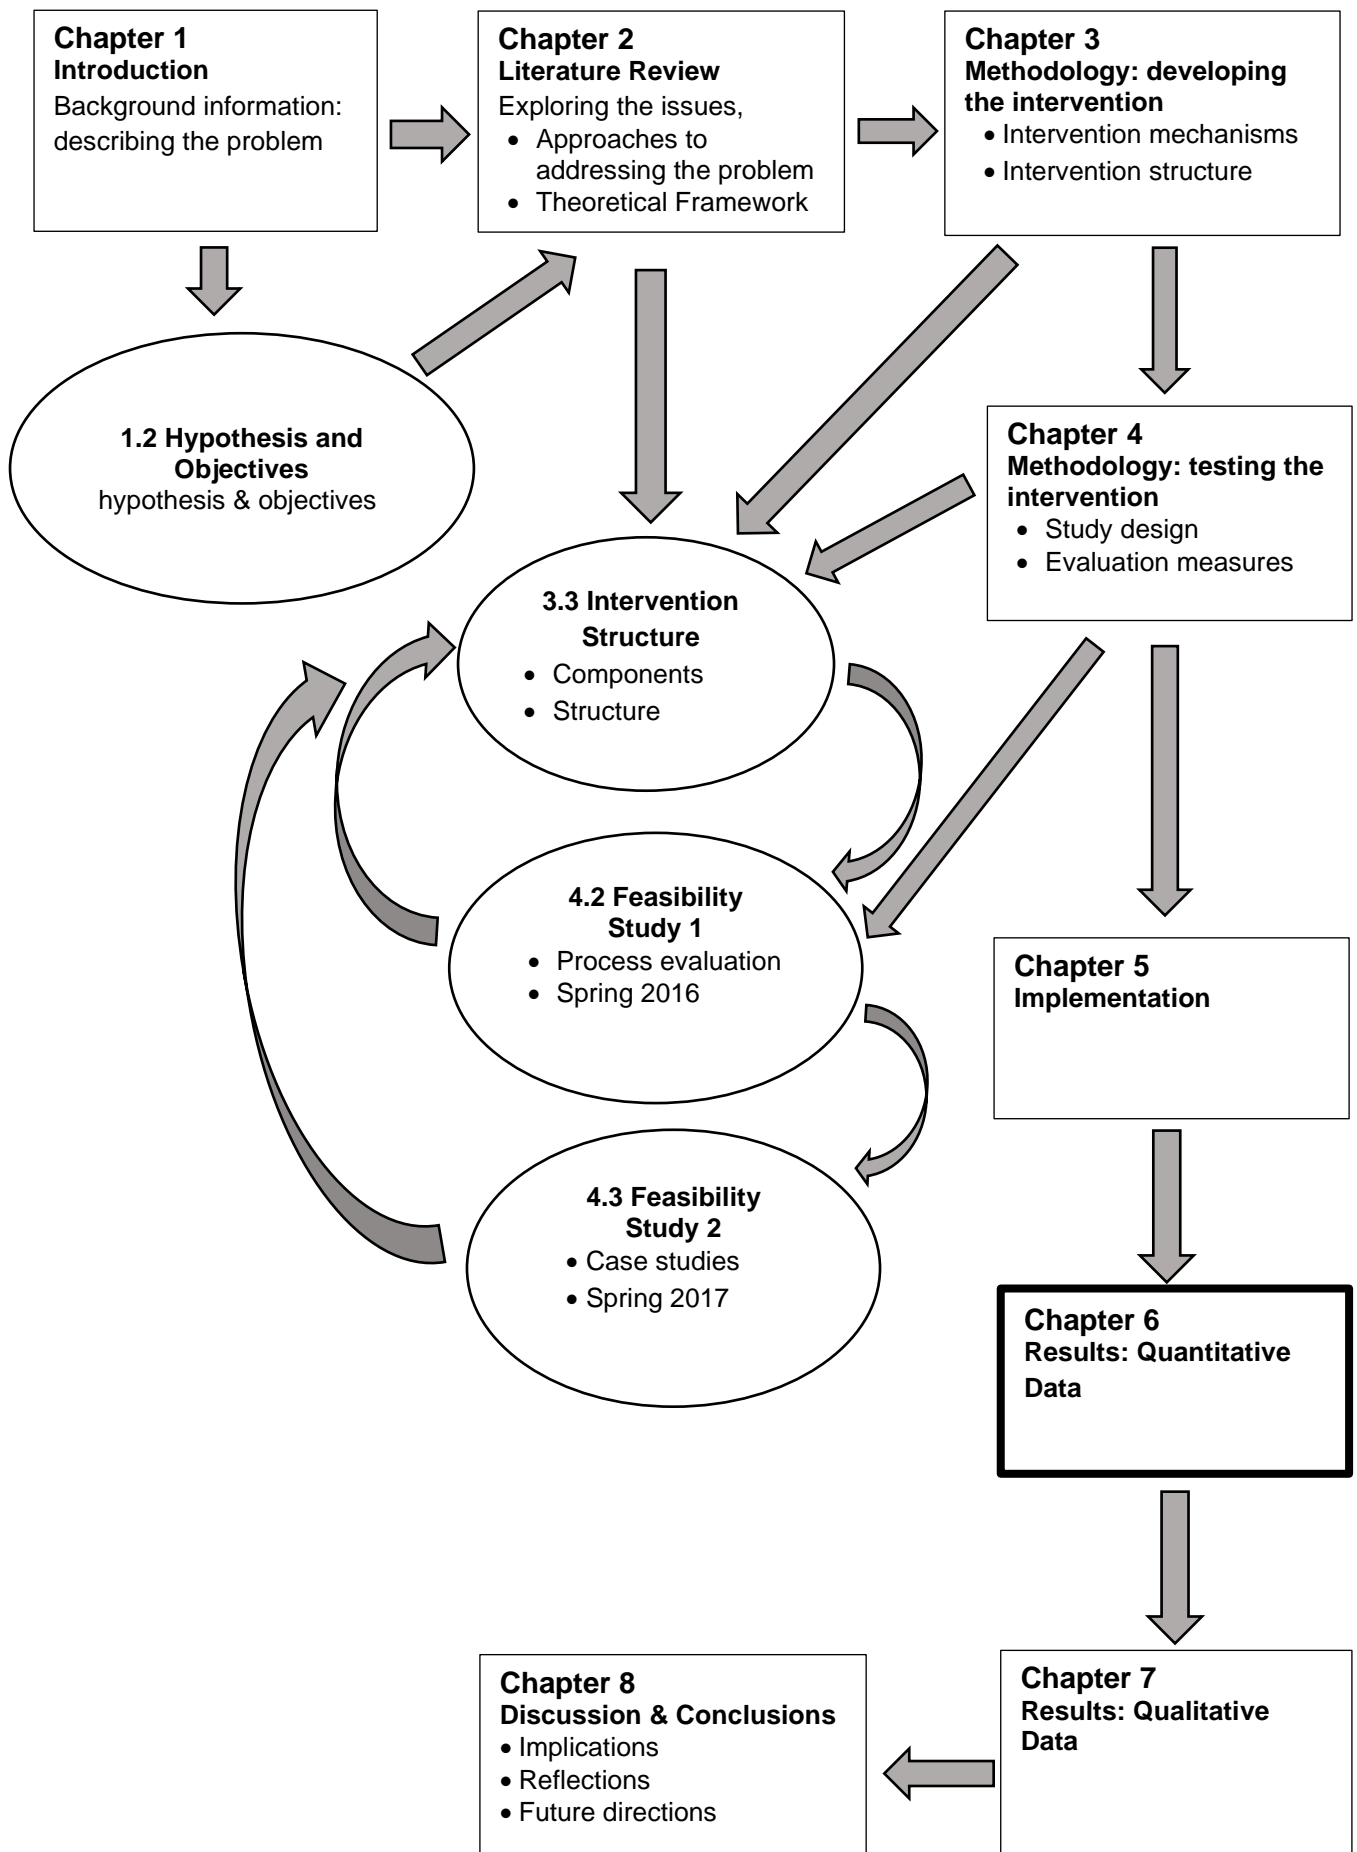 Chapter 1
Introduction
Background information:
describing the problem
Chapter 2
Literature Review
Exploring the issues,
• Approaches to
addressing the problem
• Theoretical Framework
Chapter 3
Methodology: developing
the intervention
• Intervention mechanisms
• Intervention structure
1.2 Hypothesis and
Objectives
hypothesis & objectives
Chapter 4
Methodology: testing the
intervention
• Study design
• Evaluation measures
3.3 Intervention
Structure
• Components
• Structure
4.2 Feasibility
Study 1
• Process evaluation
• Spring 2016
Chapter 5
Implementation
4.3 Feasibility
Study 2
• Case studies
• Spring 2017
Chapter 6
Results: Quantitative
Data
Chapter 7
Results: Qualitative
Data
Chapter 8
Discussion & Conclusions
• Implications
• Reflections
• Future directions